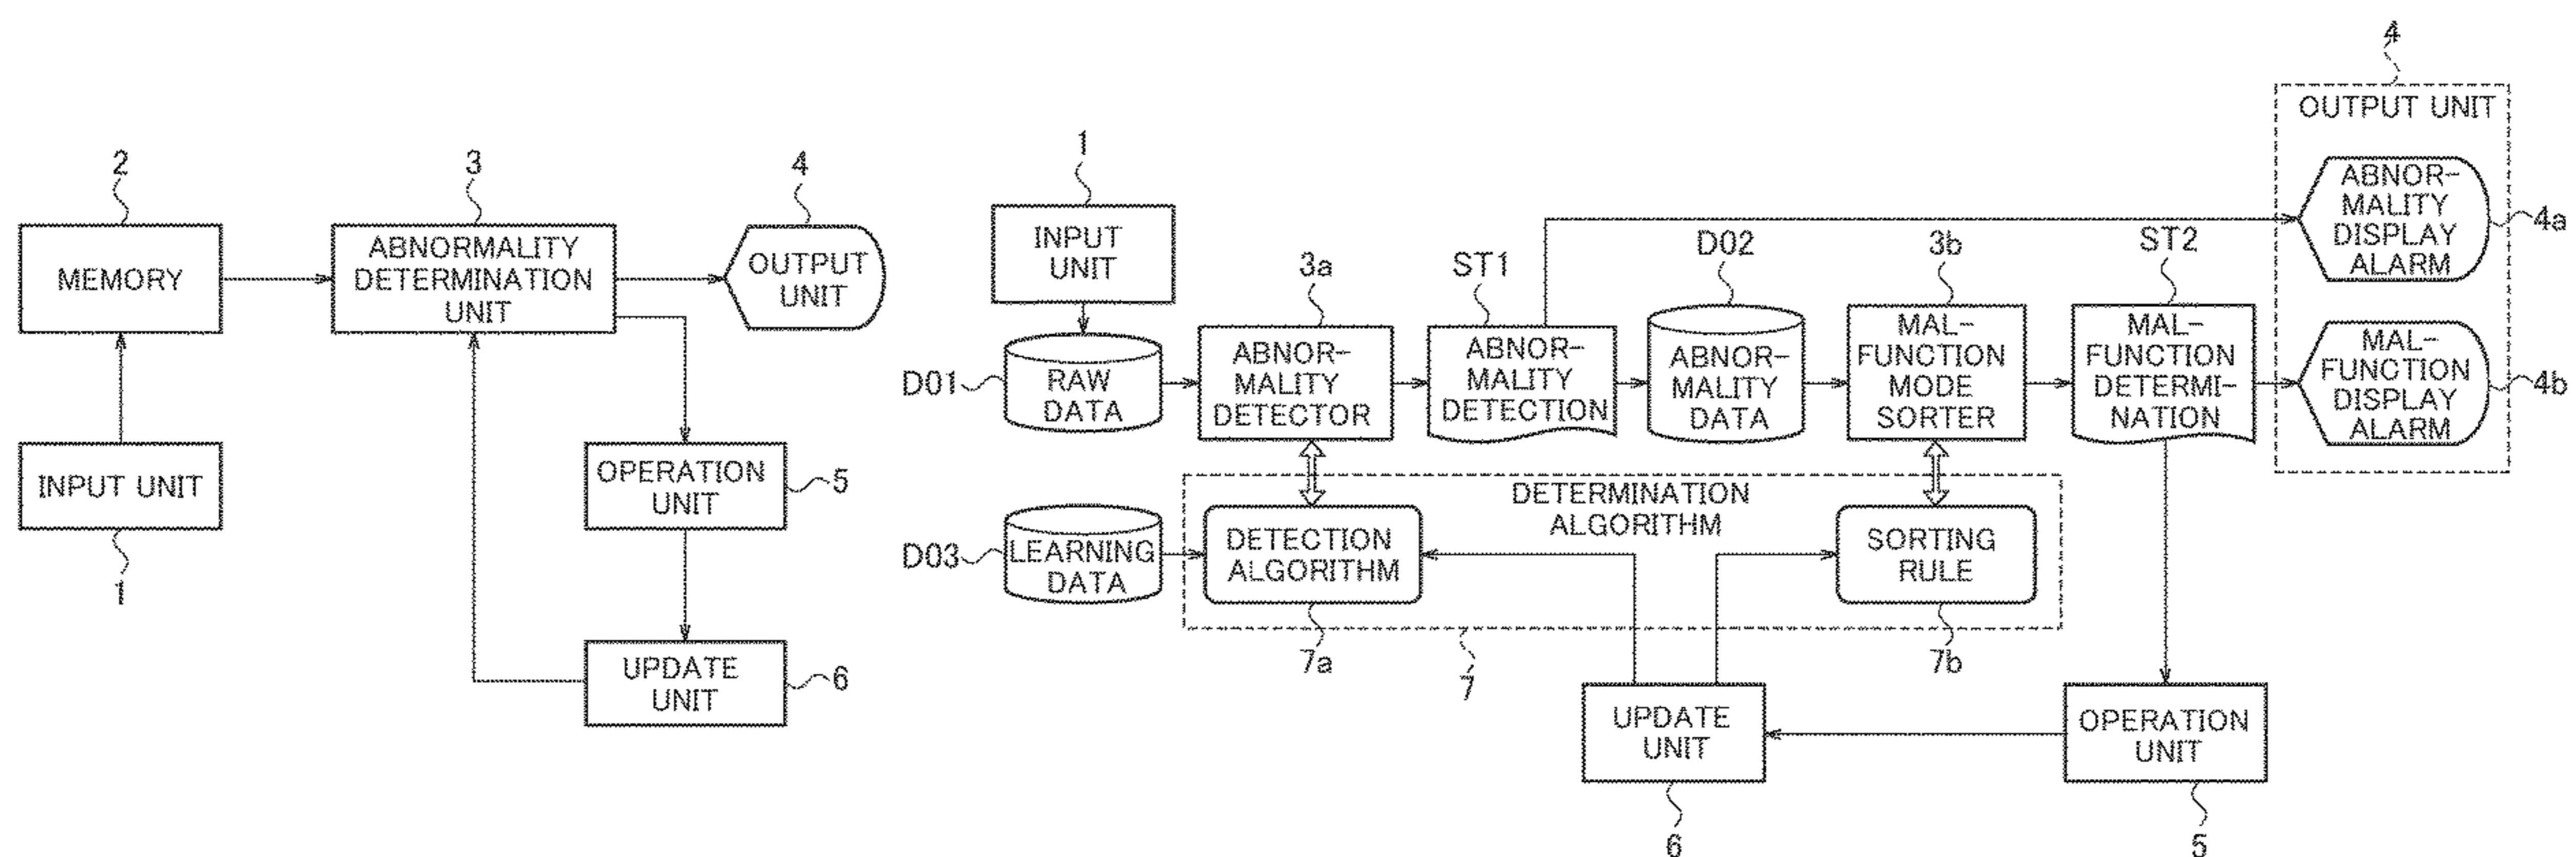 2
MEMORY
INPUT UNIT
1
3
ABNORMALITY
DETERMINATION
UNIT
4
OUTPUT
UNIT
OPERATION
UNIT
5
UPDATE
UNIT
6
1
INPUT
UNIT
D01
RAW
DATA
3a
ABNOR-
MALITY
DETECTOR
ST1
ABNOR-
MALITY
DETECTION
D02
ABNOR-
MALITY
DATA
3b
MAL-
FUNCTION
MODE
SORTER
ST2
MAL-
FUNCTION
DETERMI-
NATION
4
OUTPUT UNIT
ABNOR-
MALITY
DISPLAY
ALARM
4a
MAL-
FUNCTION
DISPLAY
ALARM
4b
D03
LEARNING
DATA
DETERMINATION
ALGORITHM
DETECTION
ALGORITHM
7a
SORTING
RULE
7b
7
UPDATE
UNIT
6
OPERATION
UNIT
5